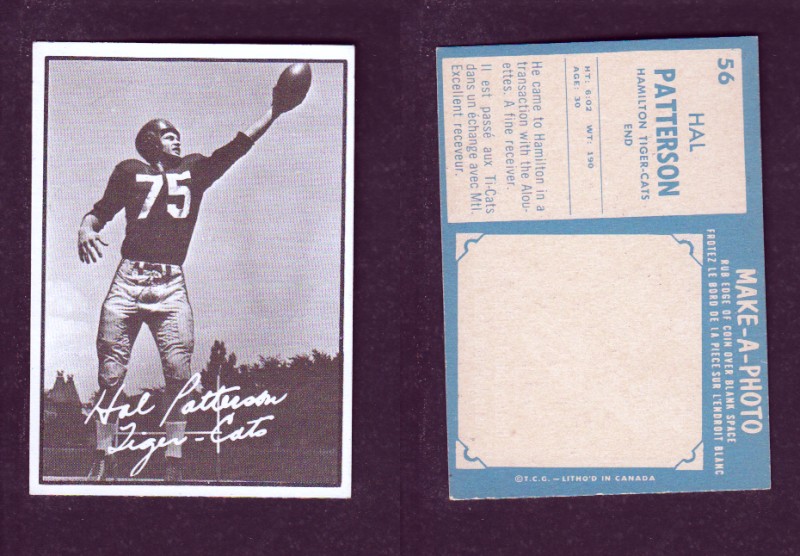 75
Hal Patterson
Tiger-Cats
56
HAL
PATTERSON
HAMILTON TIGER-CATS
END
HT: 6:02 WT: 190
AGE: 30
He came to Hamilton in a
transaction with the Alou-
ettes. A fine receiver.
Il est passé aux Ti-Cats
dans un échange avec Mtl.
Excellent receveur.
MAKE-A-PHOTO
RUB EDGE OF COIN OVER BLANK SPACE
FROTEZ LE BORD DE LA PIECE SUR L'ENDROIT BLANC
©T.C.G. — LITHO'D IN CANADA